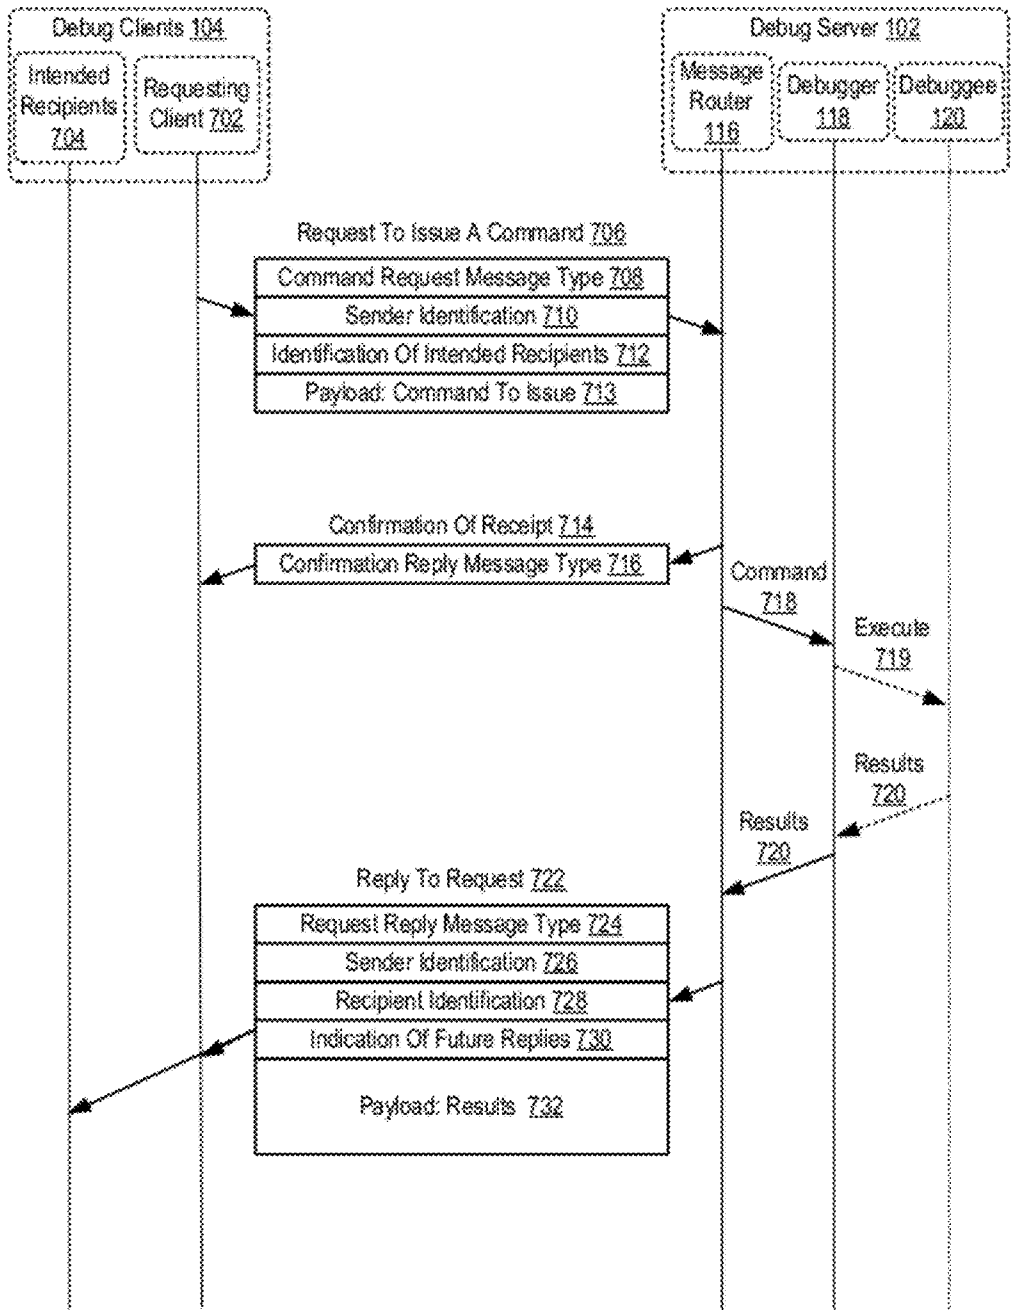 Debug Clients 104
Debug Server 102
Intended
Recipients
704
Requesting
Client 702
Message
Router
116
Debugger
118
Debuggee
120
Request To Issue A Command 706
Command Request Message Type 708
Sender Identification 710
Identification Of Intended Recipients 712
Payload: Command To Issue 713
Confirmation Of Receipt 714
Confirmation Reply Message Type 716
Command
718
Execute
719
Results
720
Results
720
Reply To Request 722
Request Reply Message Type 724
Sender Identification 726
Recipient Identification 728
Indication Of Future Replies 730
Payload: Results 732